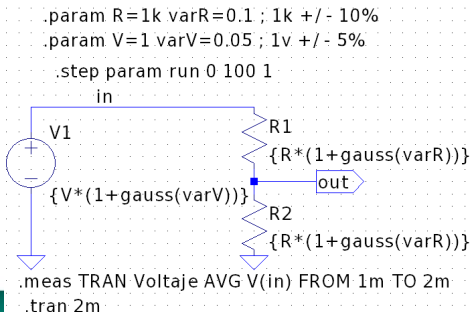 .param R=1k varR=0.1 ; 1k +/- 10%
.param V=1 varV=0.05 ; 1v +/- 5%
.step param run 0 100 1
in
V1
R1
{R*(1+gauss(varR))}
out
{V*(1+gauss(varV))}
R2
{R*(1+gauss(varR))}
.meas TRAN Voltaje AVG V(in) FROM 1m TO 2m
.tran 2m